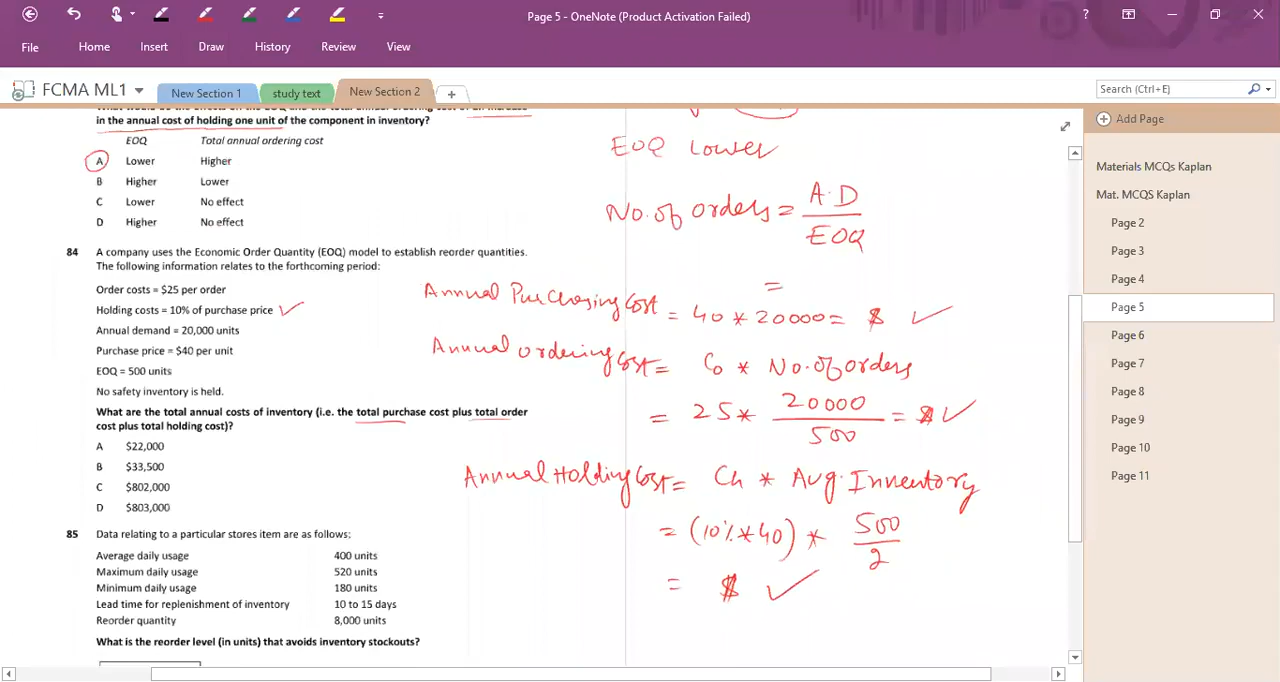 Page 5 - OneNote (Product Activation Failed)
?
File Home Insert Draw History Review View
FCMA ML1 New Section 1 study text New Section 2 +
Search (Ctrl+E)
Add Page
Materials MCQs Kaplan
Mat. MCQS Kaplan
Page 2
Page 3
Page 4
Page 5
Page 6
Page 7
Page 8
Page 9
Page 10
Page 11
in the annual cost of holding one unit of the component in inventory?
EOQ Total annual ordering cost
A Lower Higher
B Higher Lower
C Lower No effect
D Higher No effect
84 A company uses the Economic Order Quantity (EOQ) model to establish reorder quantities.
The following information relates to the forthcoming period:
Order costs = $25 per order
Holding costs = 10% of purchase price ✓
Annual demand = 20,000 units
Purchase price = $40 per unit
EOQ = 500 units
No safety inventory is held.
What are the total annual costs of inventory (i.e. the total purchase cost plus total order
cost plus total holding cost)?
A $22,000
B $33,500
C $802,000
D $803,000
85 Data relating to a particular stores item are as follows;
Average daily usage 400 units
Maximum daily usage 520 units
Minimum daily usage 180 units
Lead time for replenishment of inventory 10 to 15 days
Reorder quantity 8,000 units
What is the reorder level (in units) that avoids inventory stockouts?
EOQ Lower
No. of orders = A.D / EOQ
=
Annual Purchasing Cost = 40 * 20000 = $ ✓
Annual ordering Cost = Co * No. of orders
= 25 * 20000 / 500 = $ ✓
Annual Holding Cost = Ch * Avg. Inventory
= (10% * 40) * 500 / 2
= $ ✓